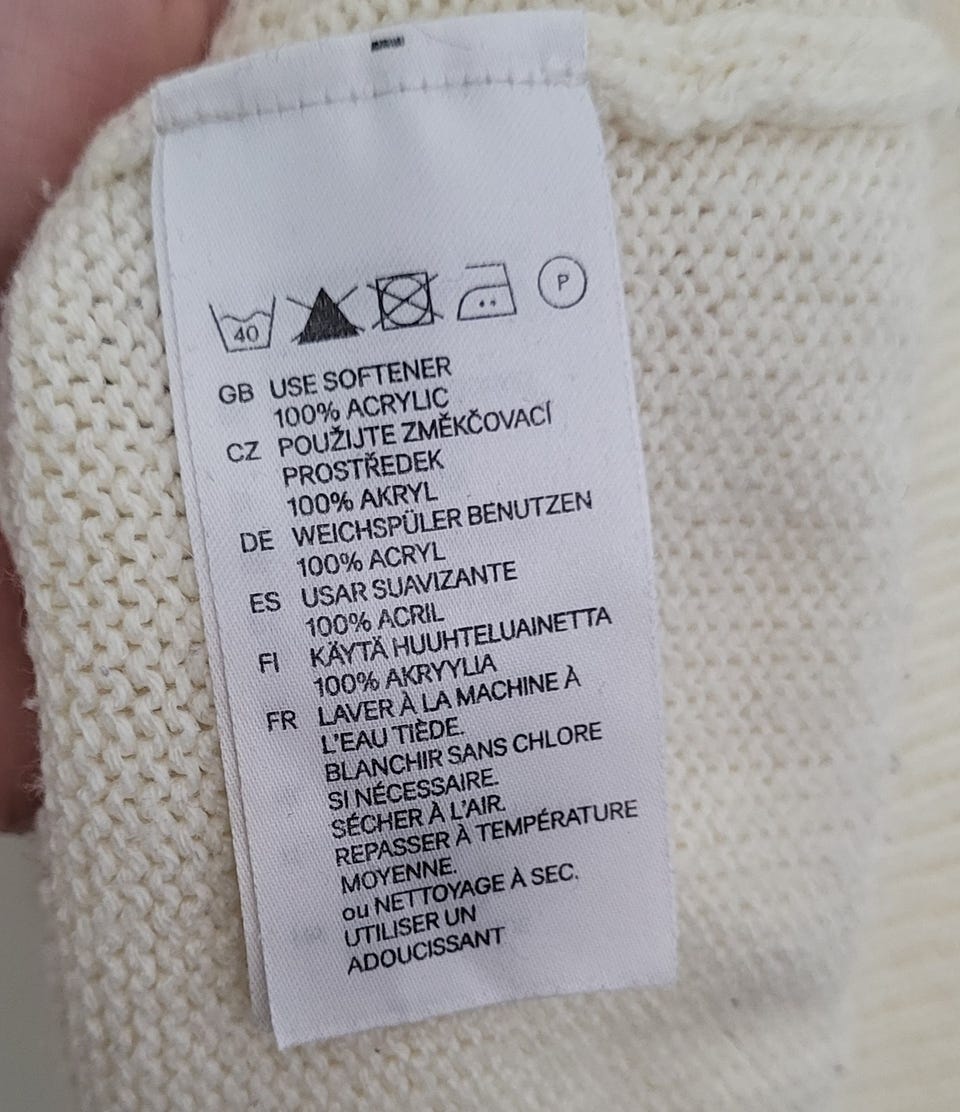 40
P
GB USE SOFTENER
100% ACRYLIC
CZ POUŽIJTE ZMĚKČOVACÍ
PROSTŘEDEK
100% AKRYL
DE WEICHSPÜLER BENUTZEN
100% ACRYL
ES USAR SUAVIZANTE
100% ACRIL
FI KÄYTÄ HUUHTELUAINETTA
100% AKRYYLIA
FR LAVER À LA MACHINE À
L'EAU TIÈDE.
BLANCHIR SANS CHLORE
SI NÉCESSAIRE.
SÉCHER À L'AIR.
REPASSER À TEMPÉRATURE
MOYENNE.
ou NETTOYAGE À SEC.
UTILISER UN
ADOUCISSANT